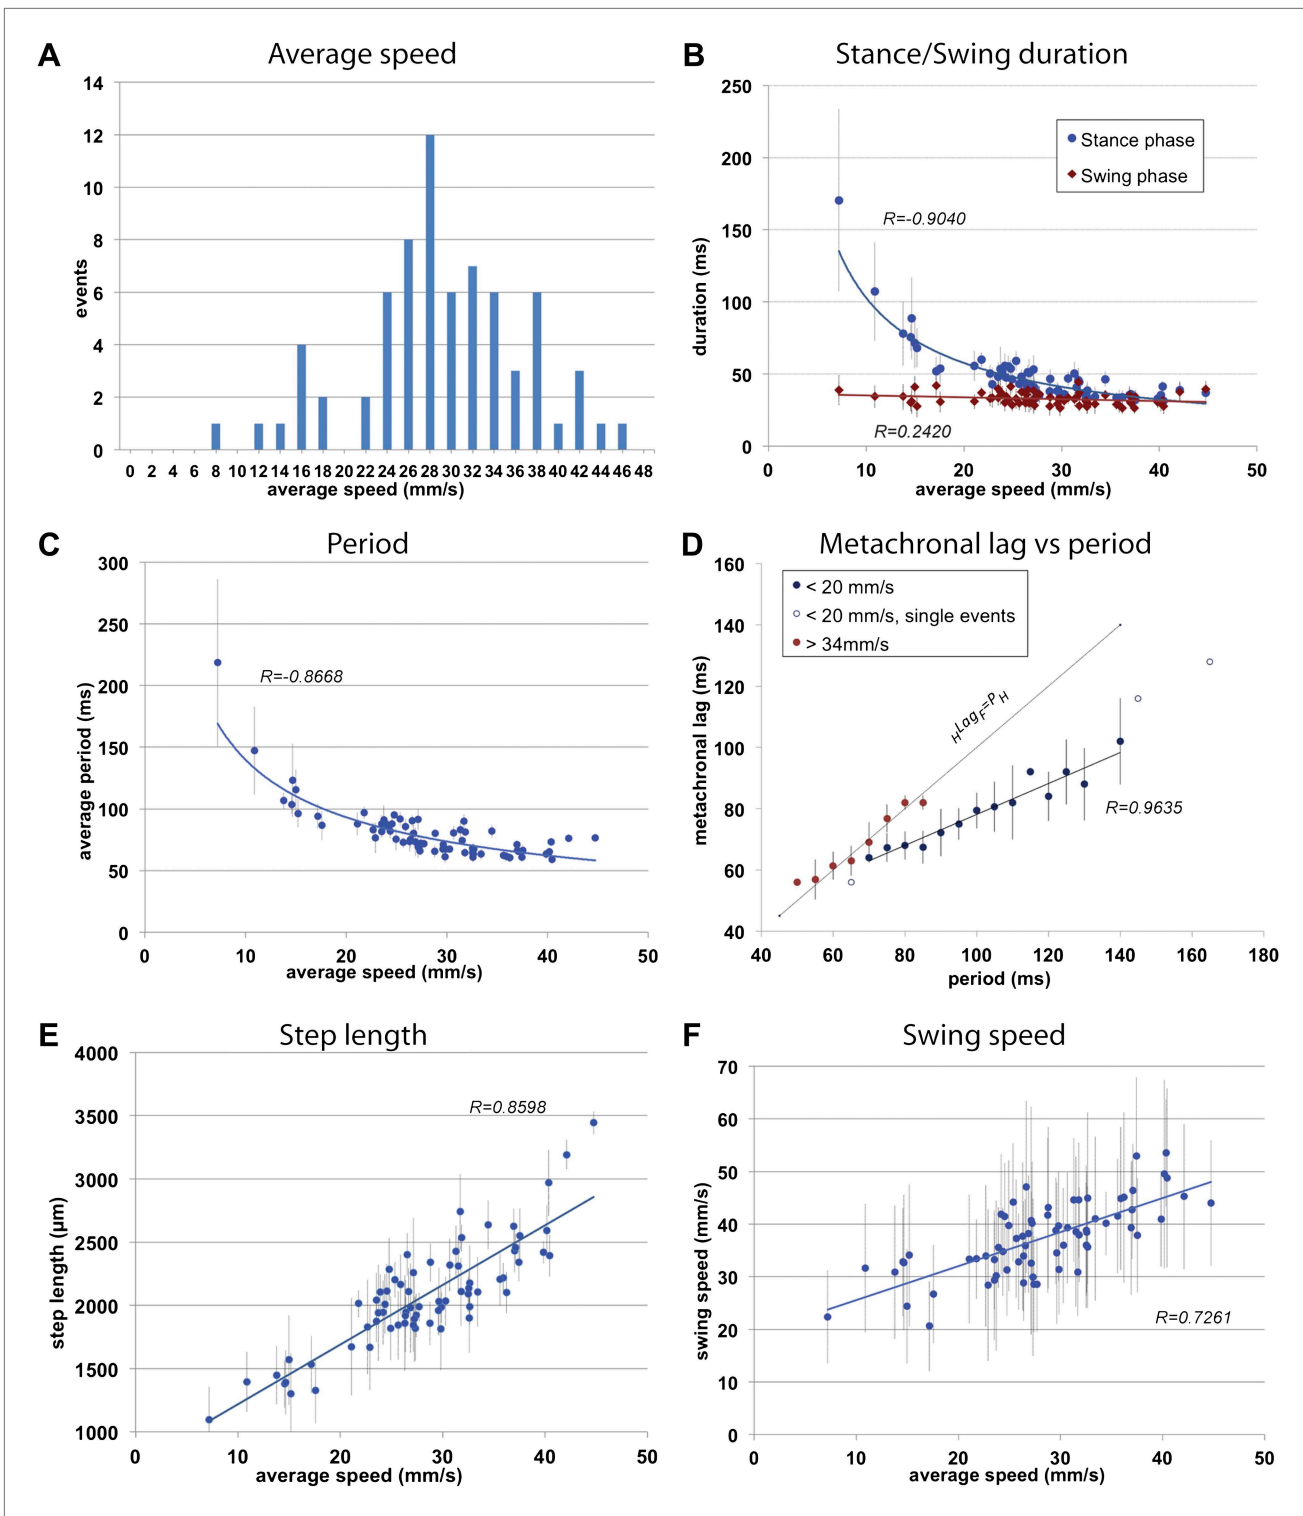 A
Average speed
14
12
10
8
6
4
2
0
events
0 2 4 6 8 10 12 14 16 18 20 22 24 26 28 30 32 34 36 38 40 42 44 46 48
average speed (mm/s)
B
Stance/Swing duration
250
200
150
100
50
0
duration (ms)
Stance phase
Swing phase
R=-0.9040
R=0.2420
0 10 20 30 40 50
average speed (mm/s)
C
Period
300
250
200
150
100
50
0
average period (ms)
R=-0.8668
0 10 20 30 40 50
average speed (mm/s)
D
Metachronal lag vs period
160
140
120
100
80
60
40
metachronal lag (ms)
< 20 mm/s
< 20 mm/s, single events
> 34mm/s
HLagF=PH
R=0.9635
40 60 80 100 120 140 160 180
period (ms)
E
Step length
4000
3500
3000
2500
2000
1500
1000
step length (µm)
R=0.8598
0 10 20 30 40 50
average speed (mm/s)
F
Swing speed
70
60
50
40
30
20
10
0
swing speed (mm/s)
R=0.7261
0 10 20 30 40 50
average speed (mm/s)